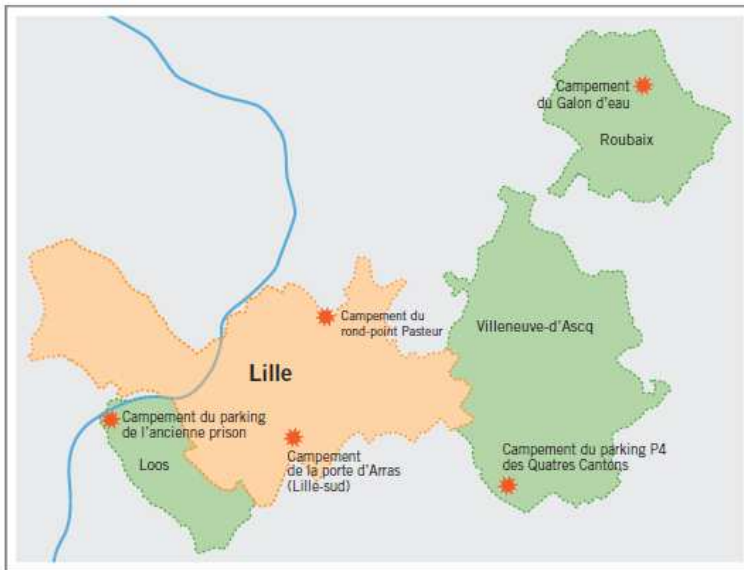 Campement
du Galon d'eau
Roubaix
Campement du
rond-point Pasteur
Villeneuve-d'Ascq
Lille
Campement du parking
de l'ancienne prison
Loos
Campement
de la porte d'Arras
(Lille-sud)
Campement du parking P4
des Quatres Cantons